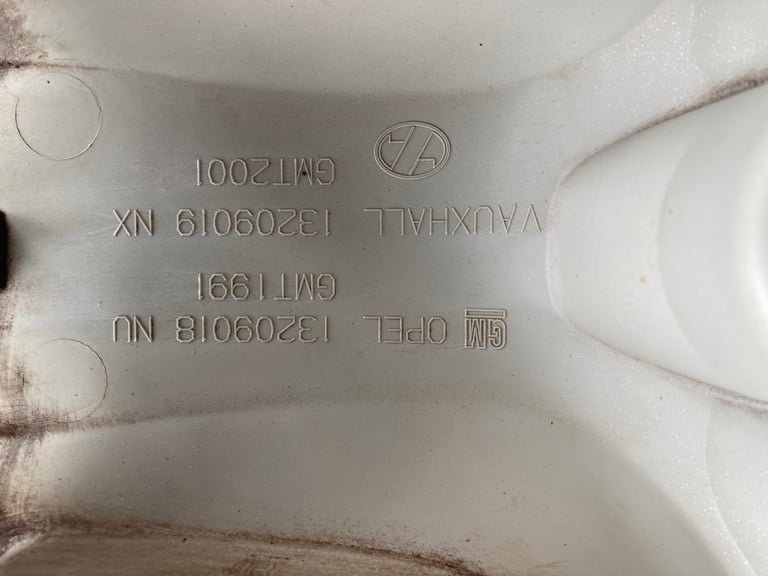 GM OPEL 13209018 NU
GMT1991
VAUXHALL 13209019 NX
GMT2001